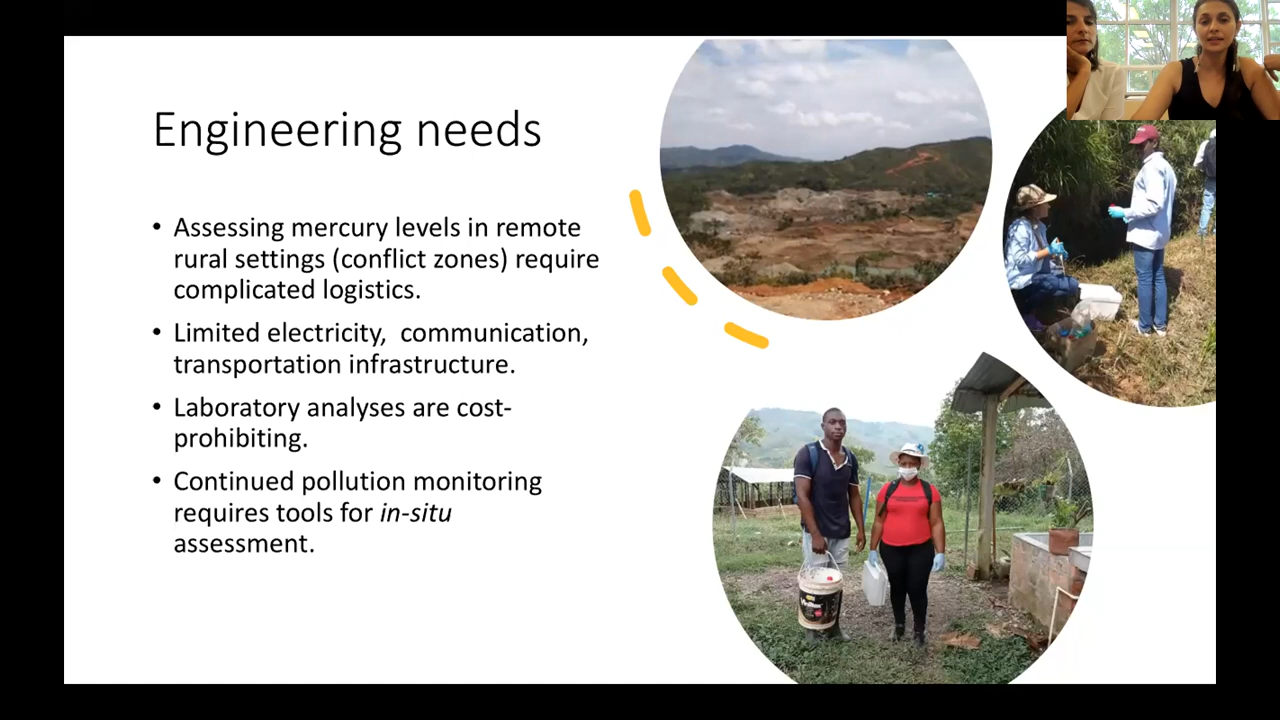 Engineering needs
• Assessing mercury levels in remote
rural settings (conflict zones) require
complicated logistics.
• Limited electricity,  communication,
transportation infrastructure.
• Laboratory analyses are cost-
prohibiting.
• Continued pollution monitoring
requires tools for in-situ
assessment.